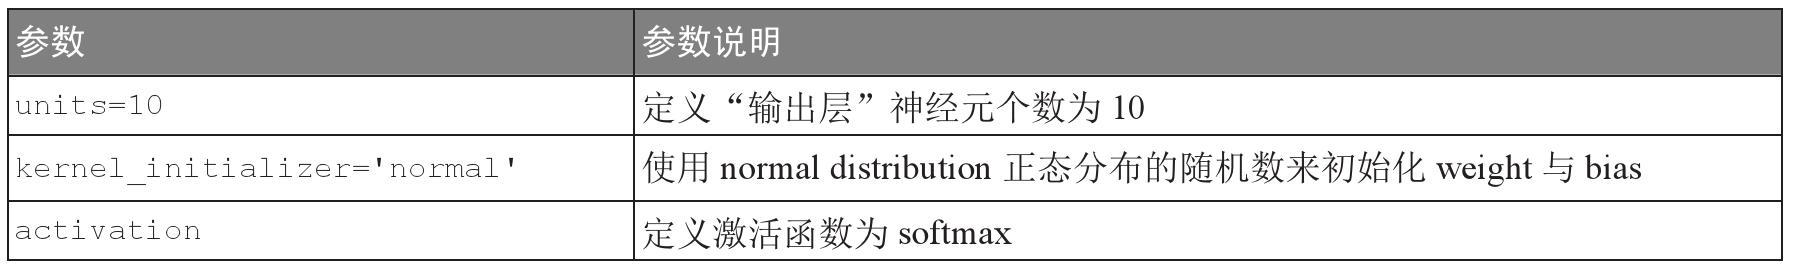 参数 参数说明
units=10 定义“输出层”神经元个数为 10
kernel_initializer='normal' 使用 normal distribution 正态分布的随机数来初始化 weight 与 bias
activation 定义激活函数为 softmax